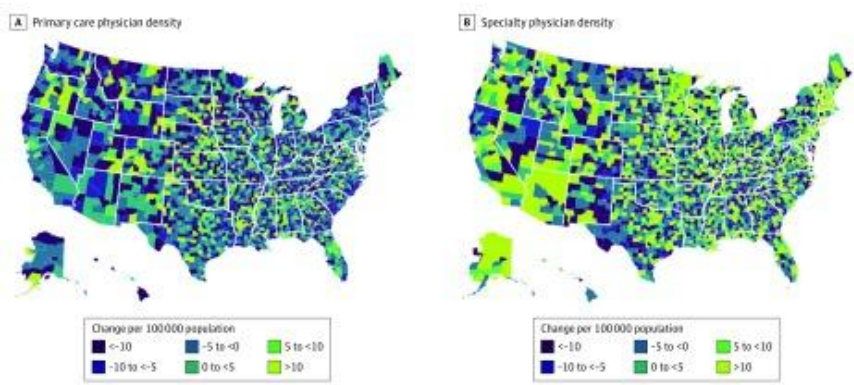 A Primary care physician density
B Specialty physician density
Change per 100 000 population
<-10 -5 to <0 5 to <10
-10 to <-5 0 to <5 >10
Change per 100 000 population
<-10 -5 to <0 5 to <10
-10 to <-5 0 to <5 >10